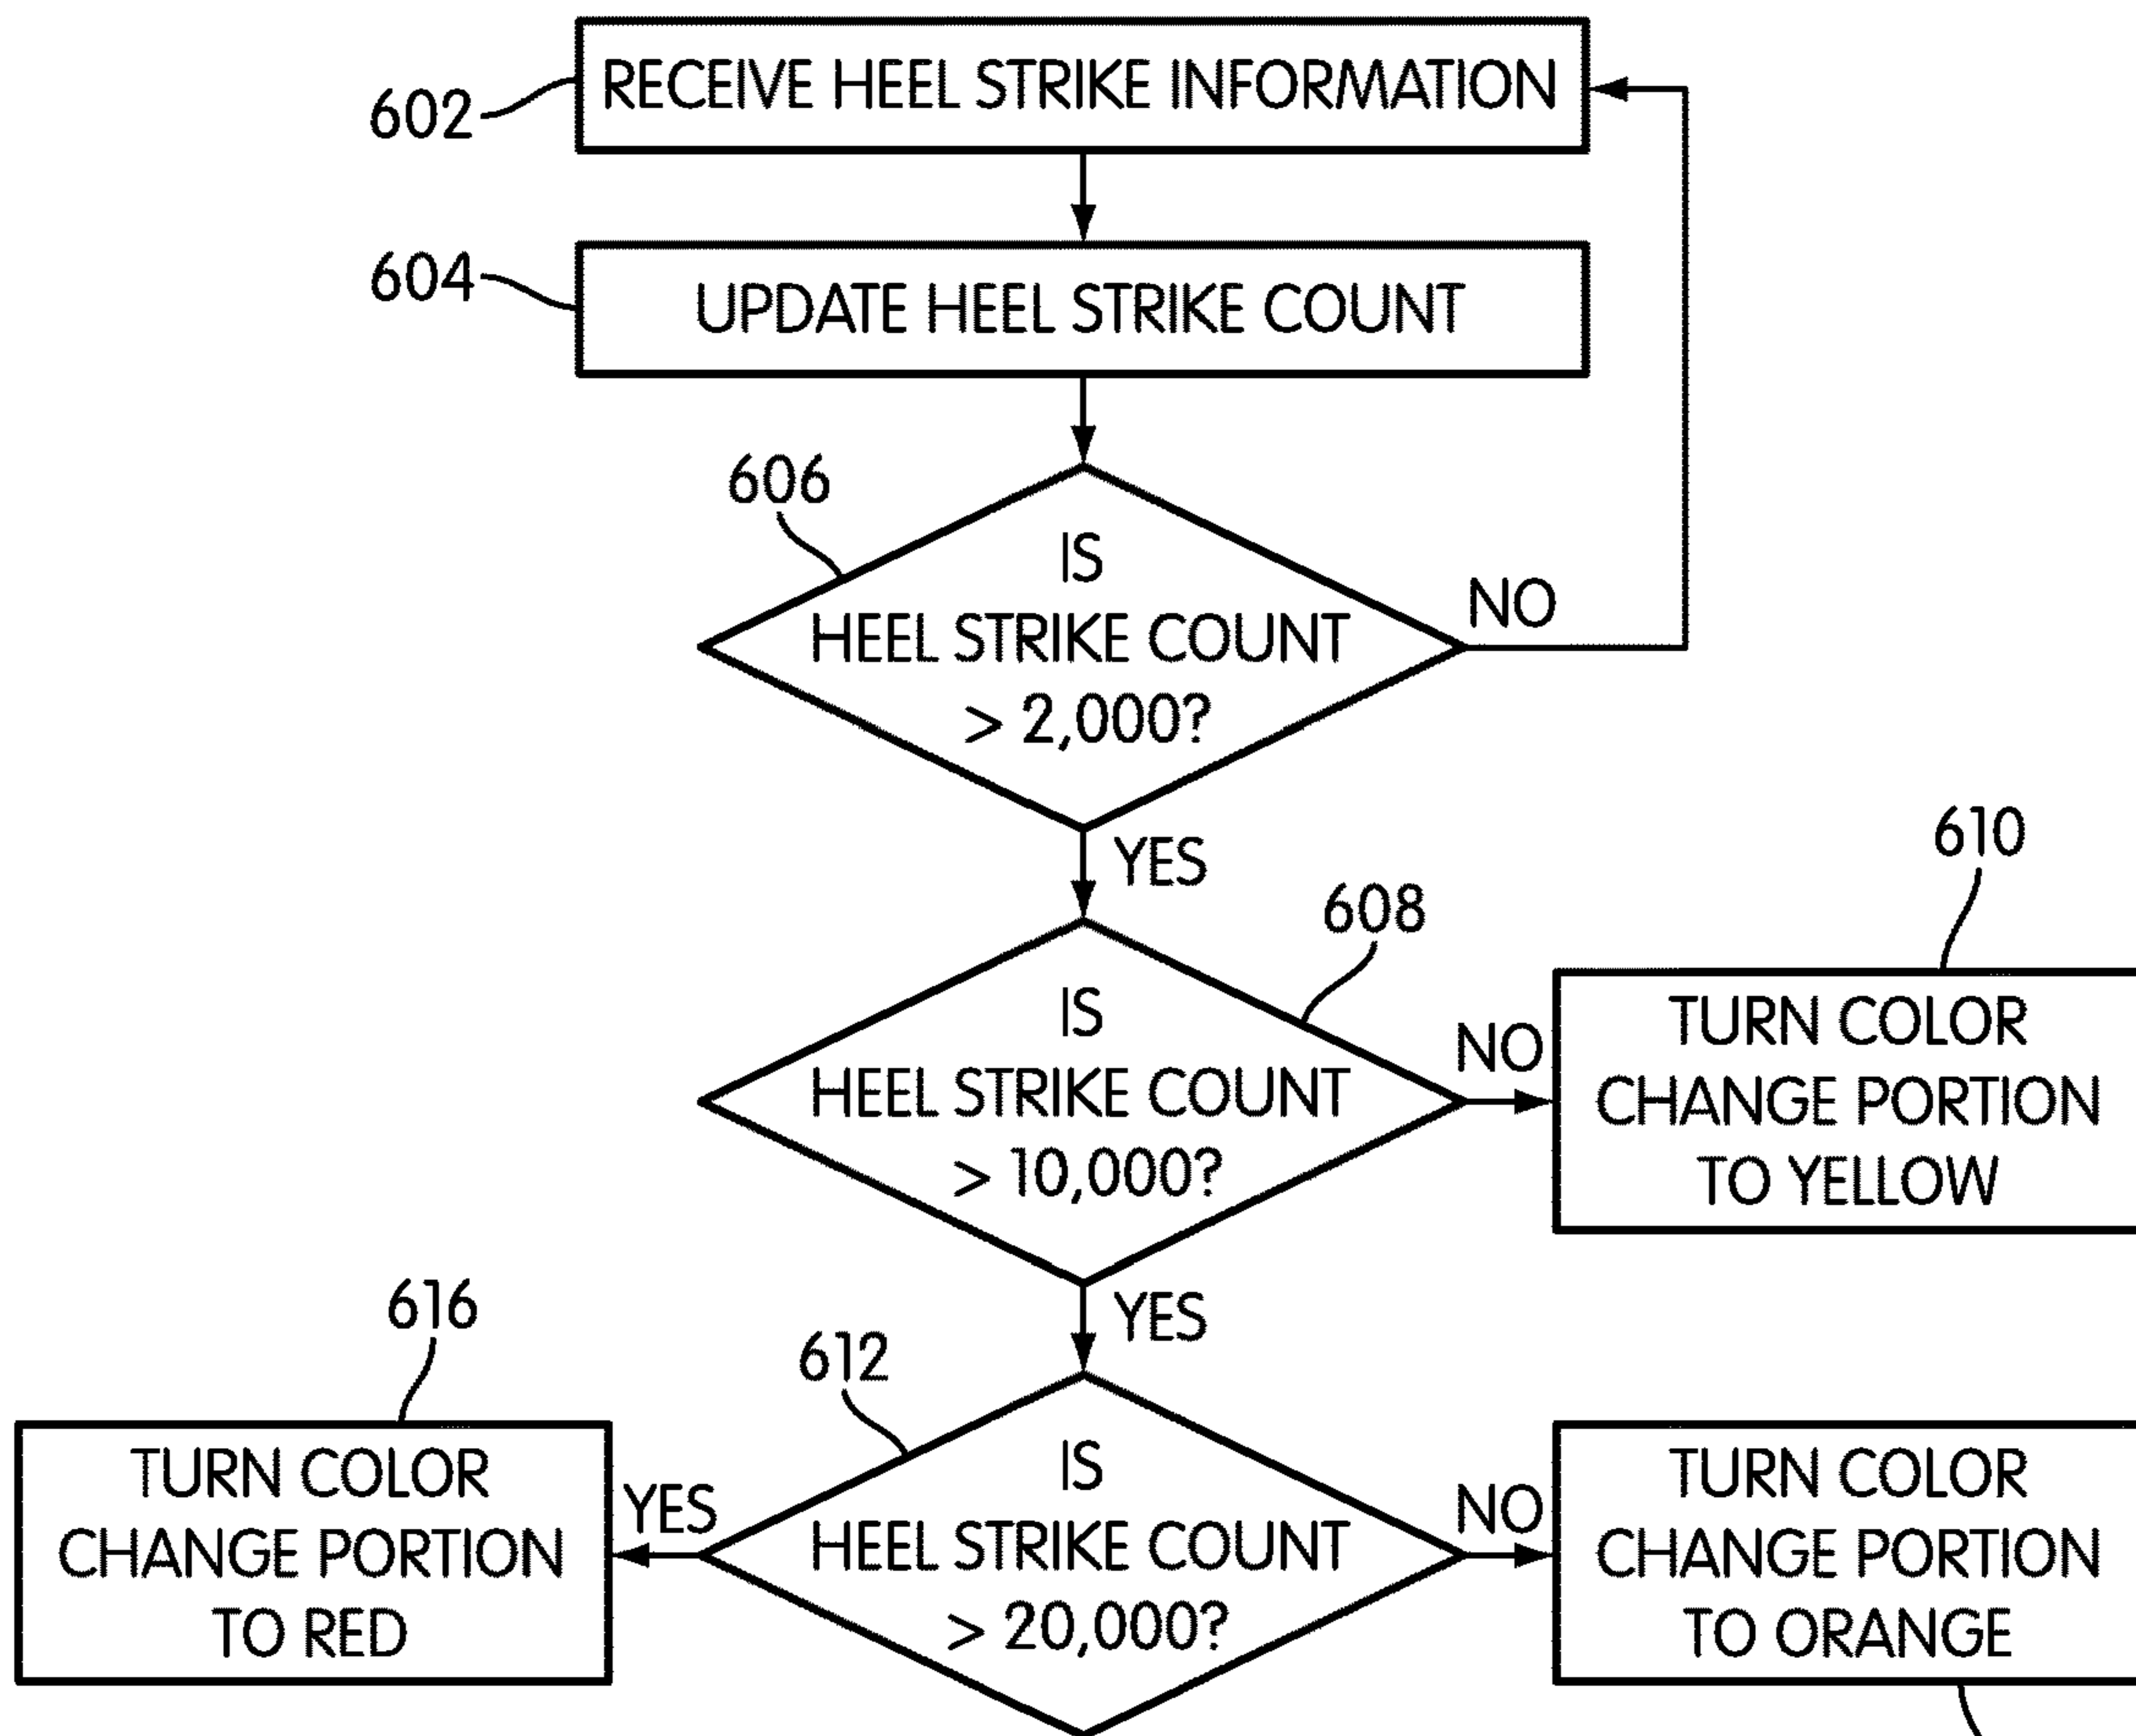 602
RECEIVE HEEL STRIKE INFORMATION
604
UPDATE HEEL STRIKE COUNT
606
IS
HEEL STRIKE COUNT
> 2,000?
NO
YES
608
610
IS
HEEL STRIKE COUNT
> 10,000?
NO
TURN COLOR
CHANGE PORTION
TO YELLOW
YES
616
612
TURN COLOR
CHANGE PORTION
TO RED
YES
IS
HEEL STRIKE COUNT
> 20,000?
NO
TURN COLOR
CHANGE PORTION
TO ORANGE